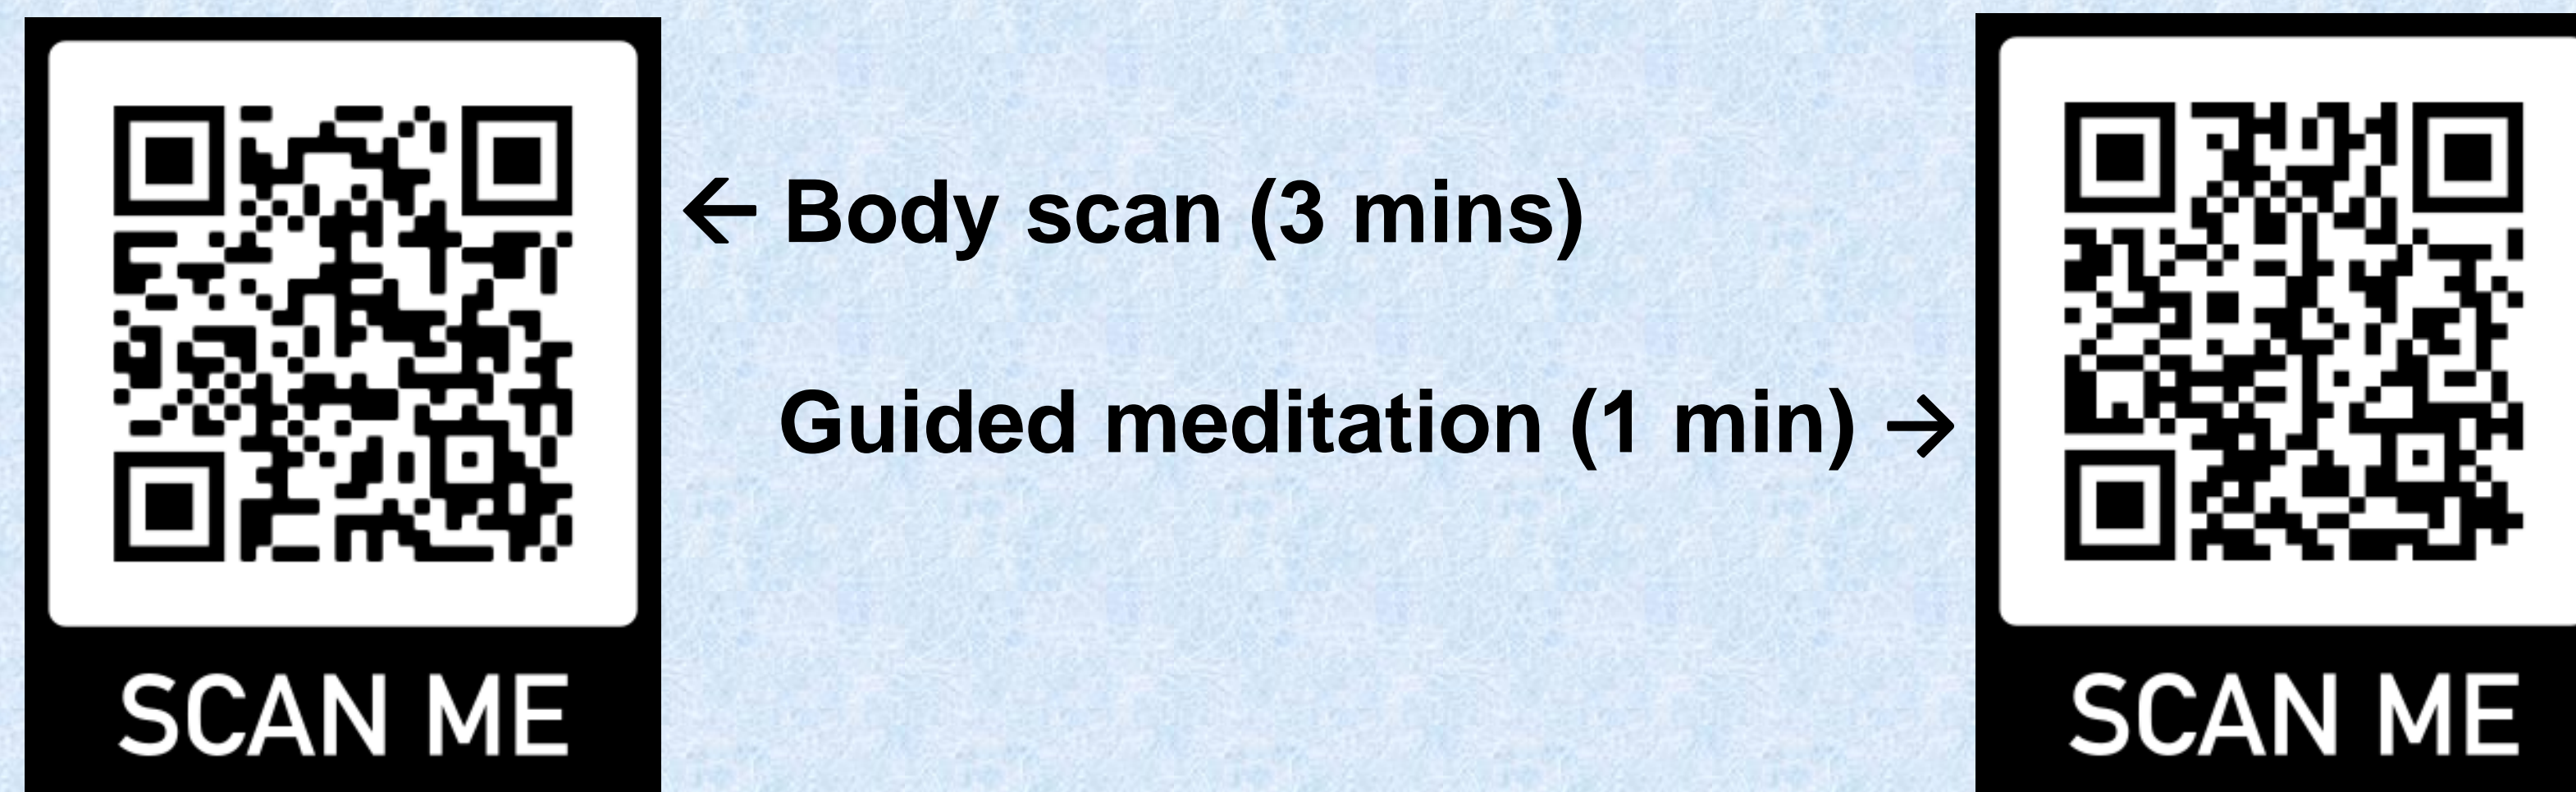 ← Body scan (3 mins)
Guided meditation (1 min) →
SCAN ME
SCAN ME